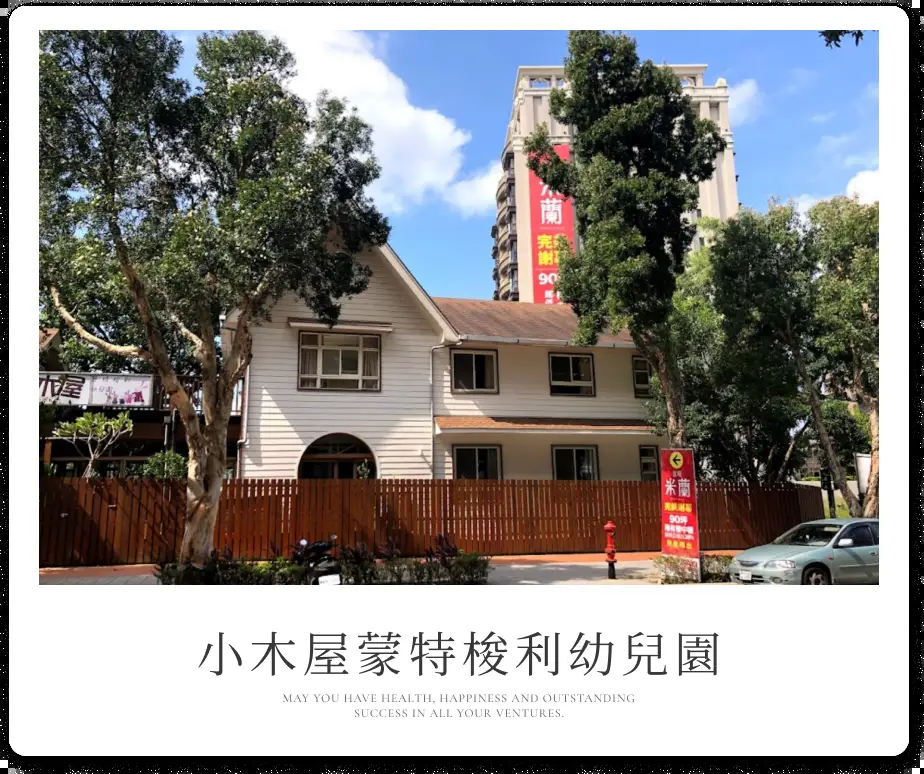 米蘭
完
謝
90
木屋
米蘭
完銷謝幕
90坪
小木屋蒙特梭利幼兒園
MAY YOU HAVE HEALTH, HAPPINESS AND OUTSTANDING
SUCCESS IN ALL YOUR VENTURES.